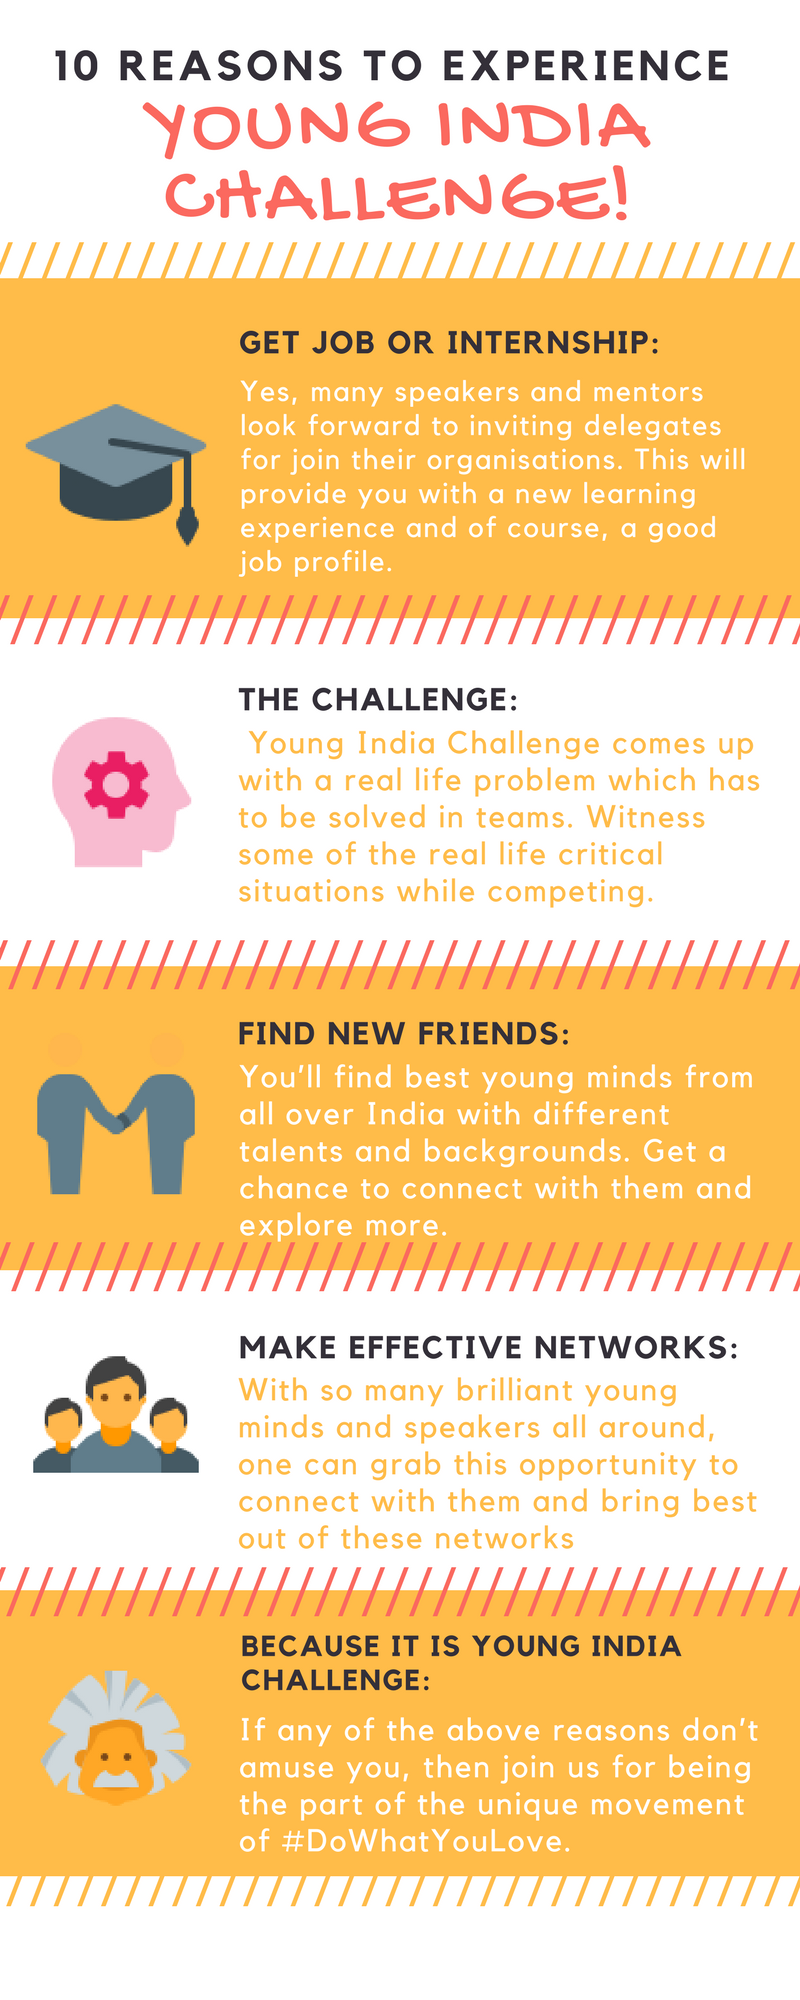 10 REASONS TO EXPERIENCE
YOUNG INDIA
CHALLENGE!
GET JOB OR INTERNSHIP:
Yes, many speakers and mentors
look forward to inviting delegates
for join their organisations. This will
provide you with a new learning
experience and of course, a good
job profile.
THE CHALLENGE:
Young India Challenge comes up
with a real life problem which has
to be solved in teams. Witness
some of the real life critical
situations while competing.
FIND NEW FRIENDS:
You’ll find best young minds from
all over India with different
talents and backgrounds. Get a
chance to connect with them and
explore more.
MAKE EFFECTIVE NETWORKS:
With so many brilliant young
minds and speakers all around,
one can grab this opportunity to
connect with them and bring best
out of these networks
BECAUSE IT IS YOUNG INDIA
CHALLENGE:
If any of the above reasons don’t
amuse you, then join us for being
the part of the unique movement
of #DoWhatYouLove.